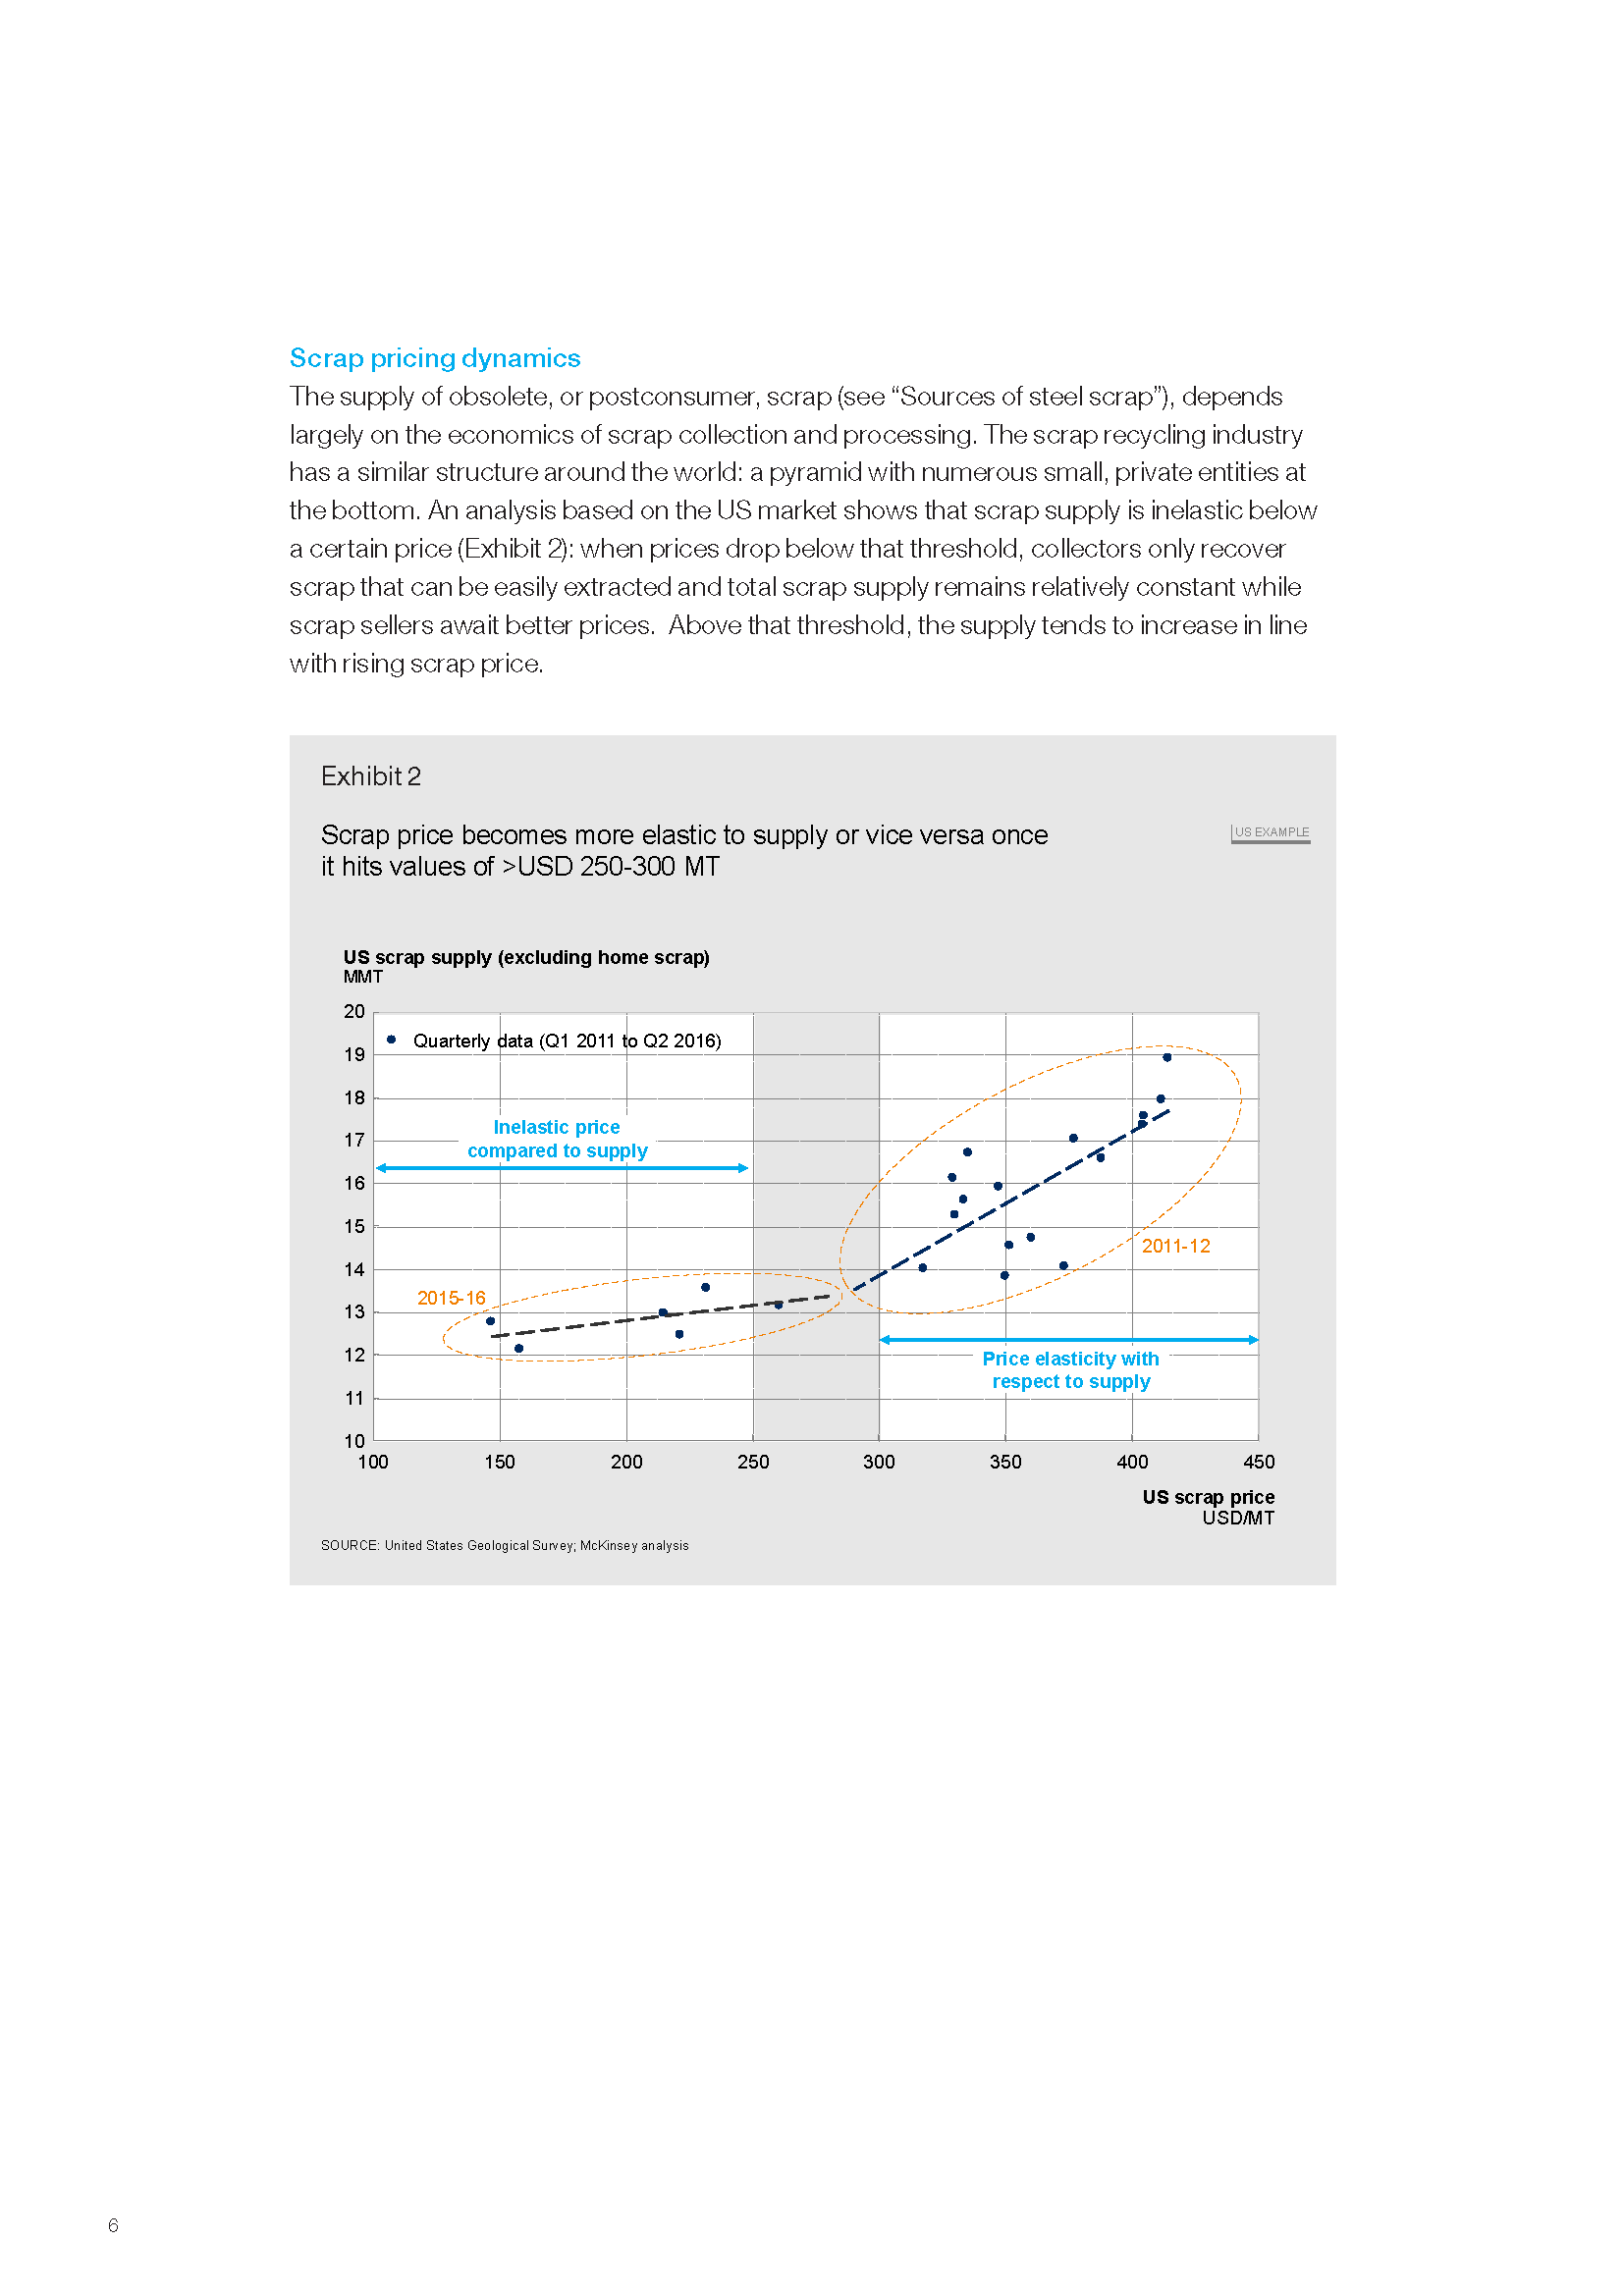 Scrap pricing dynamics
The supply of obsolete, or postconsumer, scrap (see “Sources of steel scrap”), depends
largely on the economics of scrap collection and processing. The scrap recycling industry
has a similar structure around the world: a pyramid with numerous small, private entities at
the bottom. An analysis based on the US market shows that scrap supply is inelastic below
a certain price (Exhibit 2): when prices drop below that threshold, collectors only recover
scrap that can be easily extracted and total scrap supply remains relatively constant while
scrap sellers await better prices.  Above that threshold, the supply tends to increase in line
with rising scrap price.
Exhibit 2
Scrap price becomes more elastic to supply or vice versa once
it hits values of >USD 250-300 MT
US EXAMPLE
US scrap supply (excluding home scrap)
MMT
20
Quarterly data (Q1 2011 to Q2 2016)
19
18
Inelastic price
compared to supply
17
16
15
2011-12
14
2015-16
13
12
Price elasticity with
respect to supply
11
10
100 150 200 250 300 350 400 450
US scrap price
USD/MT
SOURCE: United States Geological Survey; McKinsey analysis
6